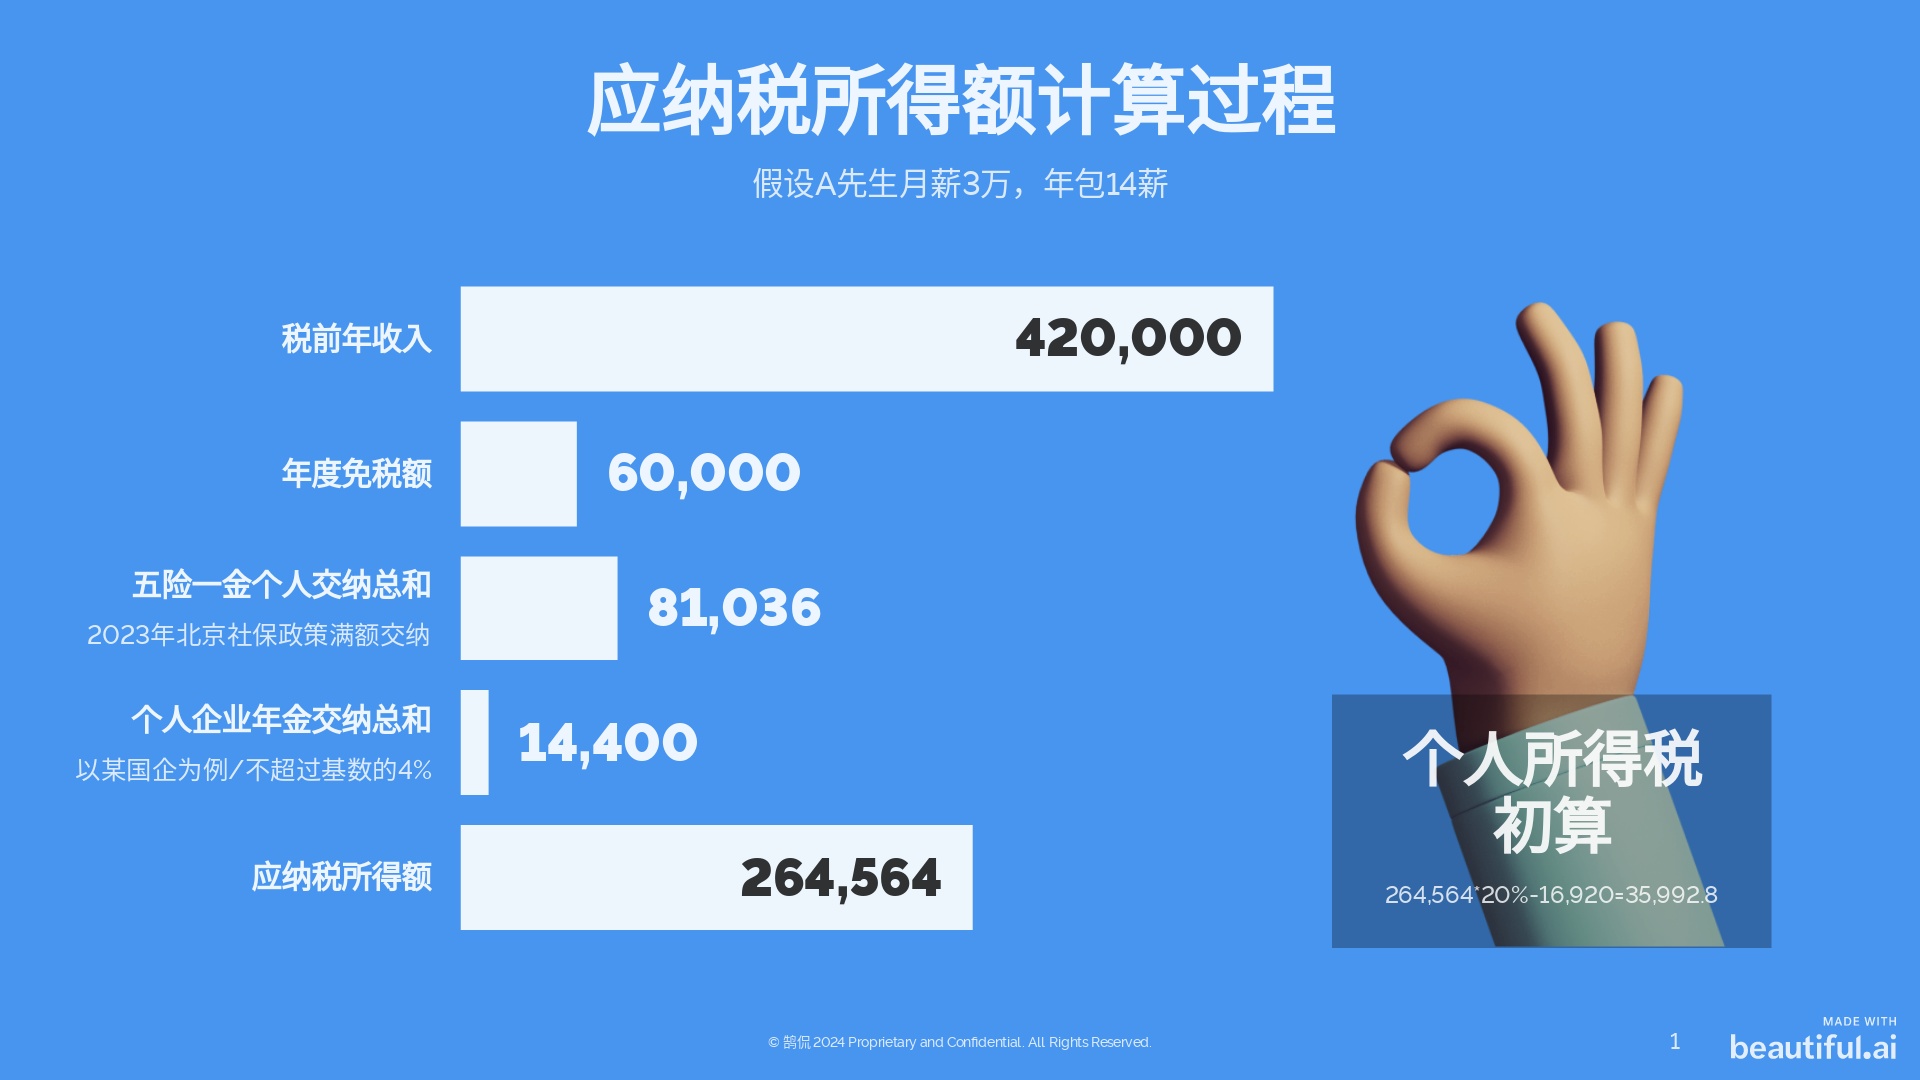 应纳税所得额计算过程
假设A先生月薪3万，年包14薪
税前年收入
420,000
年度免税额
60,000
五险一金个人交纳总和
2023年北京社保政策满额交纳
81,036
个人企业年金交纳总和
以某国企为例/不超过基数的4%
14,400
应纳税所得额
264,564
个人所得税
初算
264,564*20%-16,920=35,992.8
© 鹄侃 2024 Proprietary and Confidential. All Rights Reserved.
1
MADE WITH
beautiful.ai